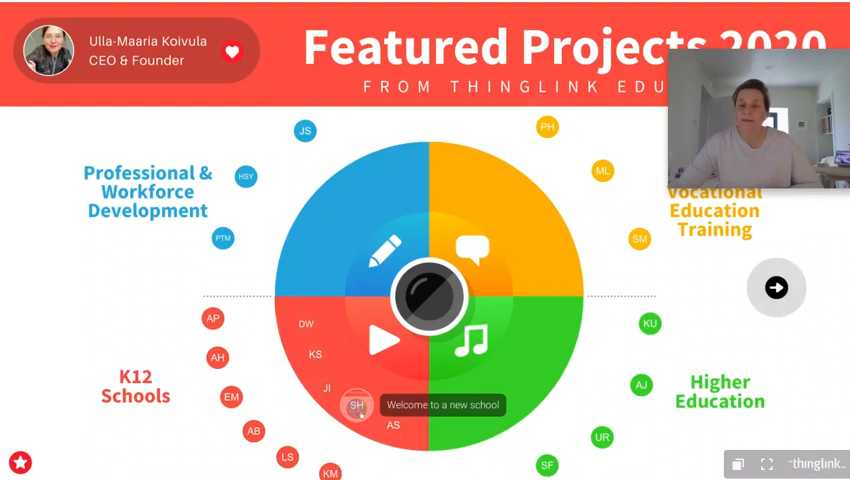 Ulla-Maaria Koivula
CEO & Founder
Featured Projects 2020
FROM THINGLINK EDU
JS
PH
HSY
ML
Professional &
Workforce
Development
Vocational
Education
Training
PTM
SM
AP
DW
KU
AH
KS
K12
Schools
EM
JI
SH
Welcome to a new school
AJ
Higher
Education
AB
AS
UR
LS
KM
SF
thinglink..